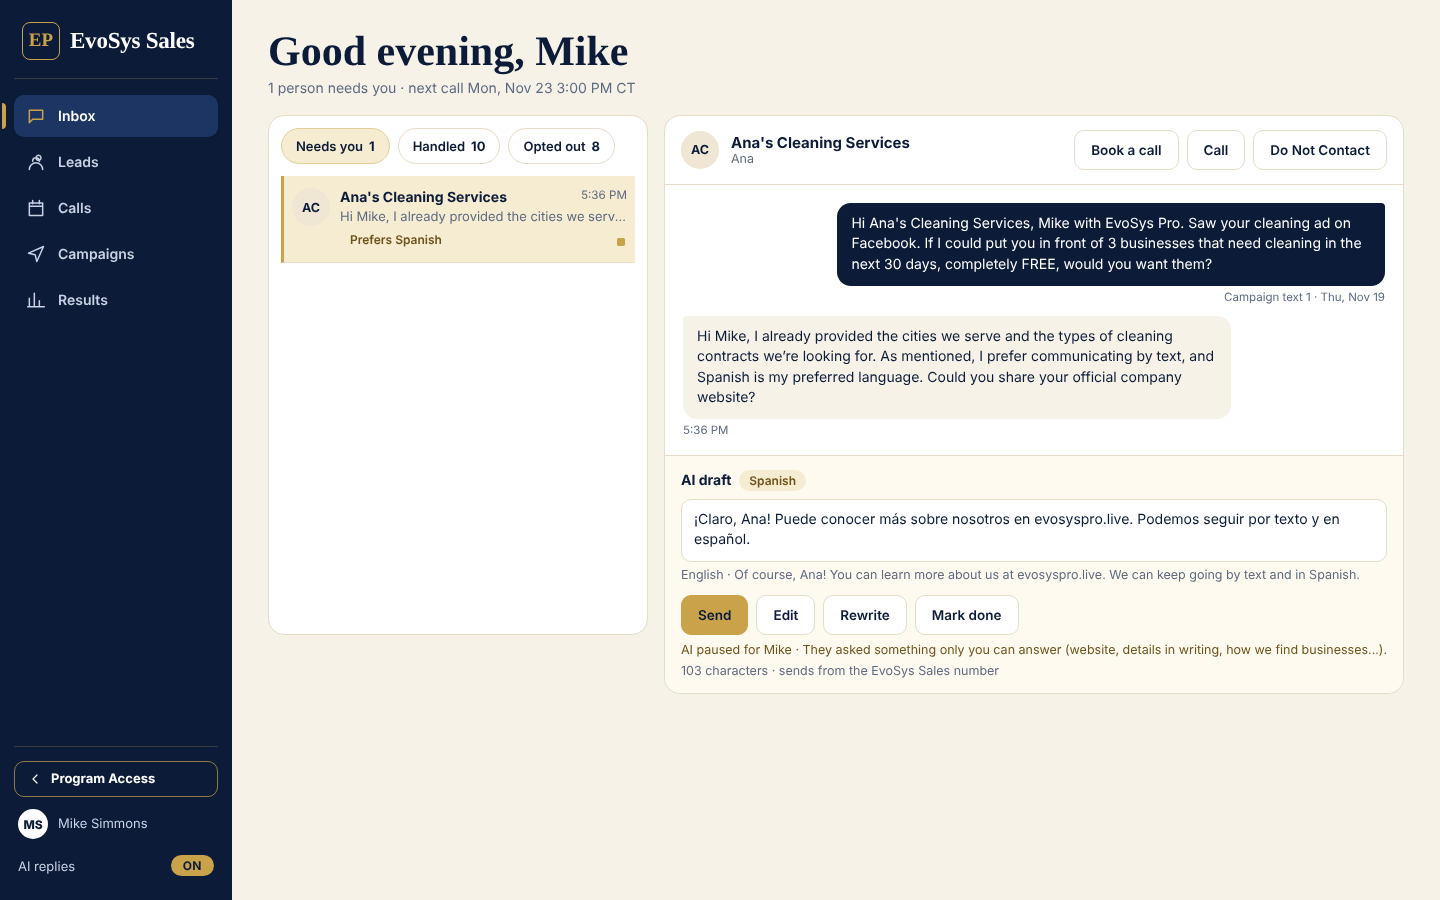 EP EvoSys Sales
Inbox
Leads
Calls
Campaigns
Results
Program Access
MS Mike Simmons
AI replies ON
Good evening, Mike
1 person needs you · next call Mon, Nov 23 3:00 PM CT
Needs you 1 Handled 10 Opted out 8
AC Ana's Cleaning Services 5:36 PM
Hi Mike, I already provided the cities we serv...
Prefers Spanish
AC Ana's Cleaning Services
Ana
Book a call Call Do Not Contact
Hi Ana's Cleaning Services, Mike with EvoSys Pro. Saw your cleaning ad on
Facebook. If I could put you in front of 3 businesses that need cleaning in the
next 30 days, completely FREE, would you want them?
Campaign text 1 · Thu, Nov 19
Hi Mike, I already provided the cities we serve and the types of cleaning
contracts we’re looking for. As mentioned, I prefer communicating by text, and
Spanish is my preferred language. Could you share your official company
website?
5:36 PM
AI draft Spanish
¡Claro, Ana! Puede conocer más sobre nosotros en evosyspro.live. Podemos seguir por texto y en
español.
English · Of course, Ana! You can learn more about us at evosyspro.live. We can keep going by text and in Spanish.
Send Edit Rewrite Mark done
AI paused for Mike · They asked something only you can answer (website, details in writing, how we find businesses...).
103 characters · sends from the EvoSys Sales number